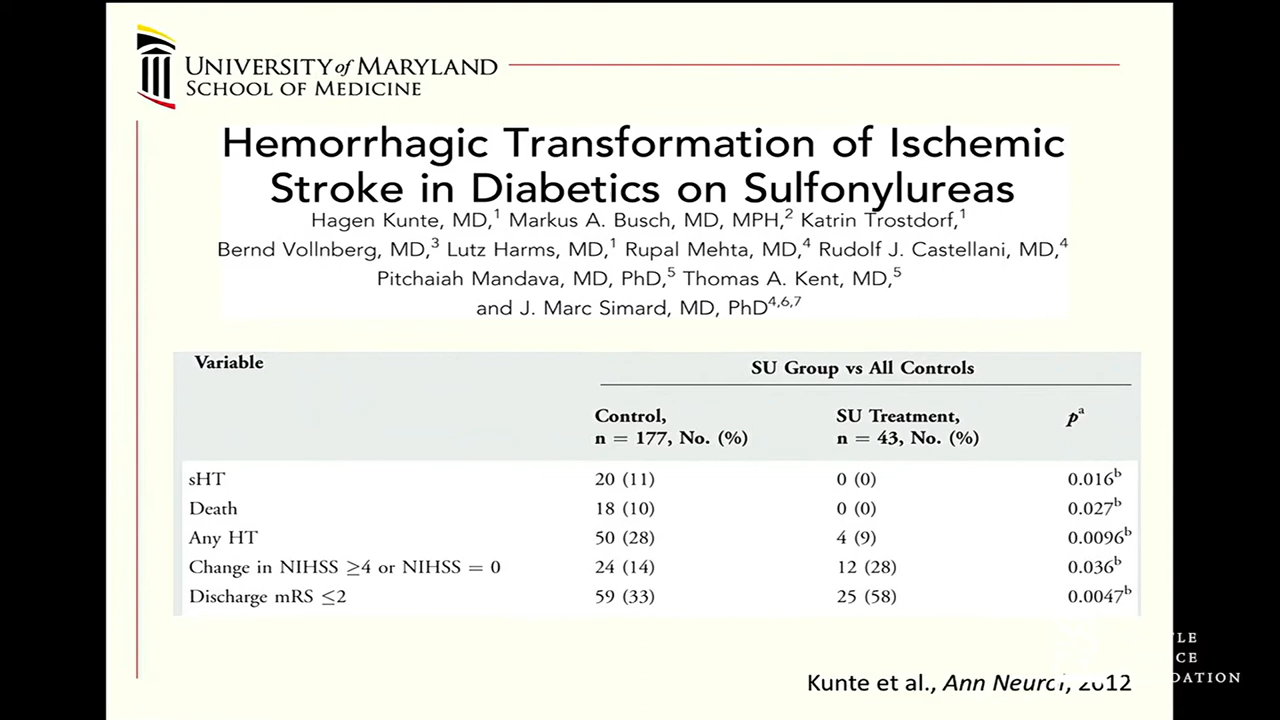 UNIVERSITY of MARYLAND
SCHOOL OF MEDICINE
Hemorrhagic Transformation of Ischemic
Stroke in Diabetics on Sulfonylureas
Hagen Kunte, MD,1 Markus A. Busch, MD, MPH,2 Katrin Trostdorf,1
Bernd Vollnberg, MD,3 Lutz Harms, MD,1 Rupal Mehta, MD,4 Rudolf J. Castellani, MD,4
Pitchaiah Mandava, MD, PhD,5 Thomas A. Kent, MD,5
and J. Marc Simard, MD, PhD4,6,7
Variable SU Group vs All Controls
Control, SU Treatment, pa
n = 177, No. (%) n = 43, No. (%)
sHT 20 (11) 0 (0) 0.016b
Death 18 (10) 0 (0) 0.027b
Any HT 50 (28) 4 (9) 0.0096b
Change in NIHSS ≥4 or NIHSS = 0 24 (14) 12 (28) 0.036b
Discharge mRS ≤2 59 (33) 25 (58) 0.0047b
Kunte et al., Ann Neurol, 2012